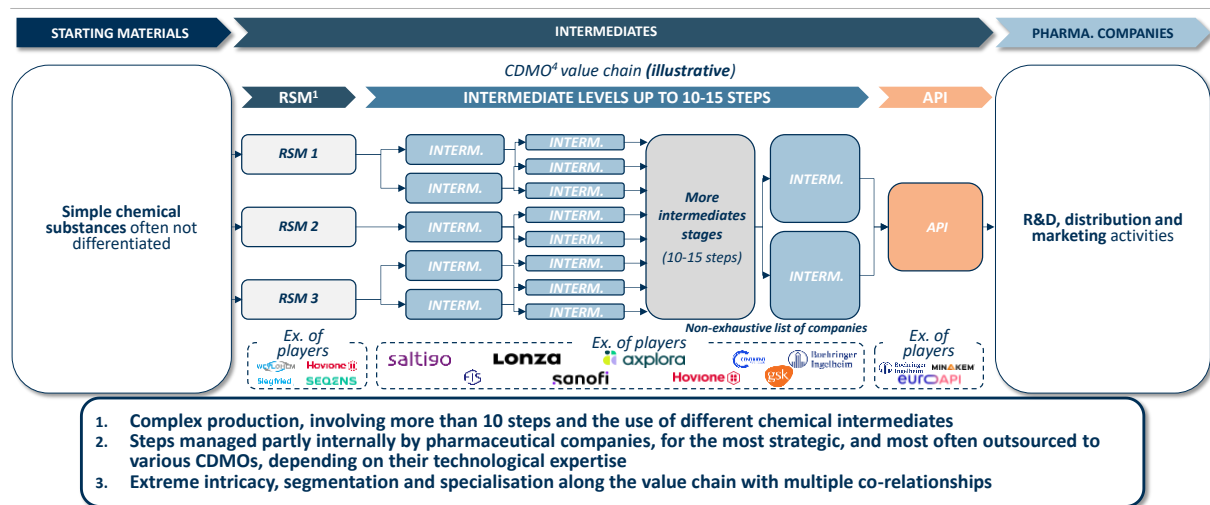 STARTING MATERIALS
INTERMEDIATES
PHARMA. COMPANIES
CDMO⁴ value chain (illustrative)
RSM¹
INTERMEDIATE LEVELS UP TO 10-15 STEPS
API
Simple chemical
substances often not
differentiated
RSM 1
RSM 2
RSM 3
INTERM.
INTERM.
INTERM.
INTERM.
INTERM.
INTERM.
INTERM.
INTERM.
INTERM.
INTERM.
INTERM.
INTERM.
INTERM.
More
intermediates
stages
(10-15 steps)
INTERM.
INTERM.
API
R&D, distribution and
marketing activities
Non-exhaustive list of companies
Ex. of
players
Hovione
Siegfried
SEQENS
Ex. of players
saltigo
Lonza
axplora
Boehringer
Ingelheim
sanofi
Hovione
gsk
Ex. of
players
Boehringer
Ingelheim
MINAKEM
EUROAPI
1. Complex production, involving more than 10 steps and the use of different chemical intermediates
2. Steps managed partly internally by pharmaceutical companies, for the most strategic, and most often outsourced to
various CDMOs, depending on their technological expertise
3. Extreme intricacy, segmentation and specialisation along the value chain with multiple co-relationships